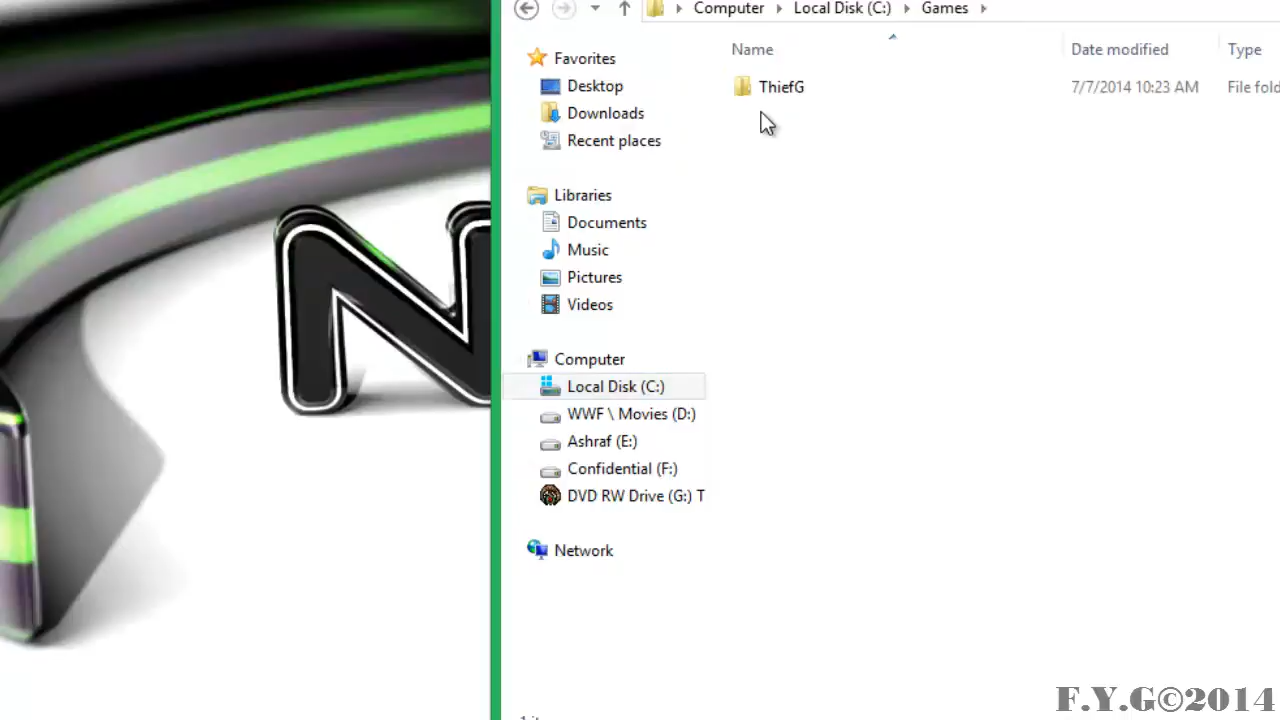 Computer Local Disk (C:) Games
Name Date modified Type
ThiefG 7/7/2014 10:23 AM File fold
Favorites
Desktop
Downloads
Recent places
Libraries
Documents
Music
Pictures
Videos
Computer
Local Disk (C:)
WWF \ Movies (D:)
Ashraf (E:)
Confidential (F:)
DVD RW Drive (G:) T
Network
N
F.Y.G©2014